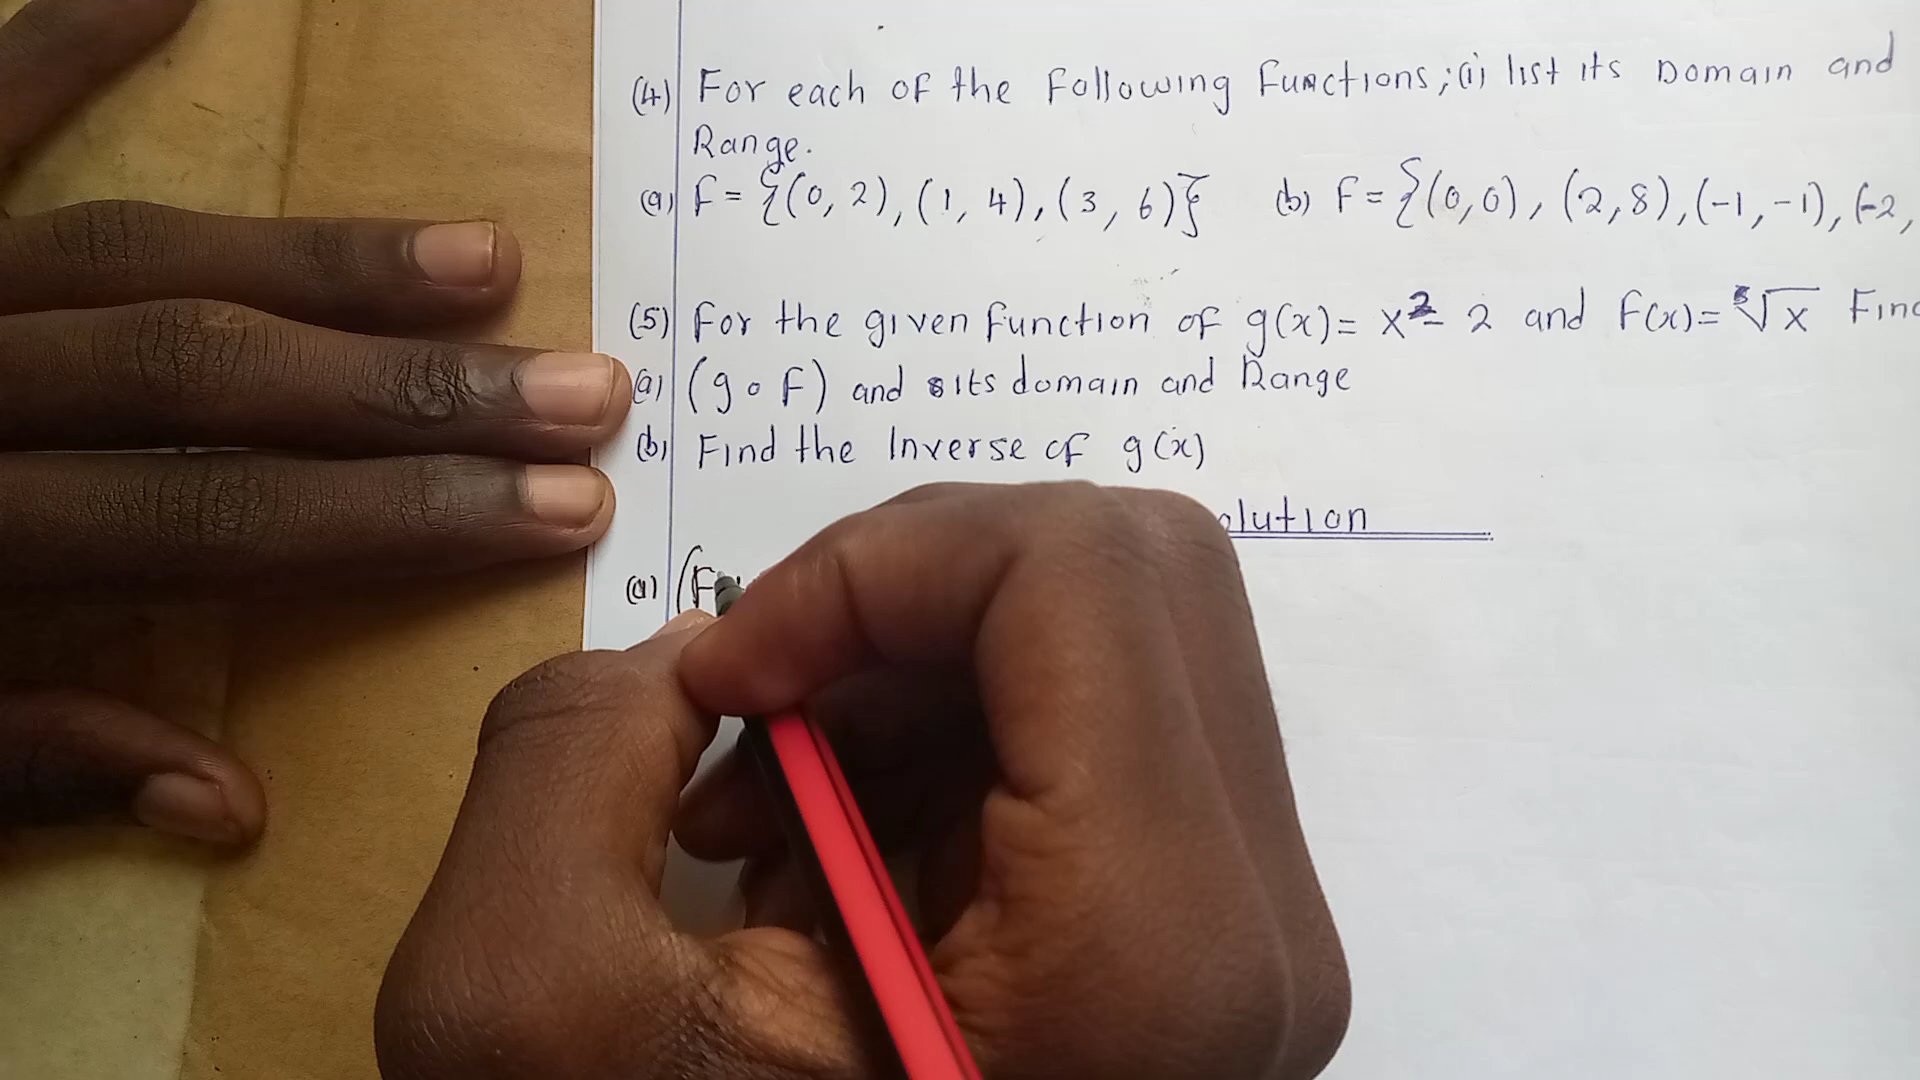 (4) For each of the Following Functions; (i) list its Domain and
Range.
(a) F = {(0, 2), (1, 4), (3, 6)} (b) F = {(0,0), (2,8), (-1, -1), (-2,
(5) For the given function of g(x) = x² - 2 and F(x) = ∛x Find
(a) (g o F) and its domain and Range
(b) Find the Inverse of g(x)
olution
(a) (F